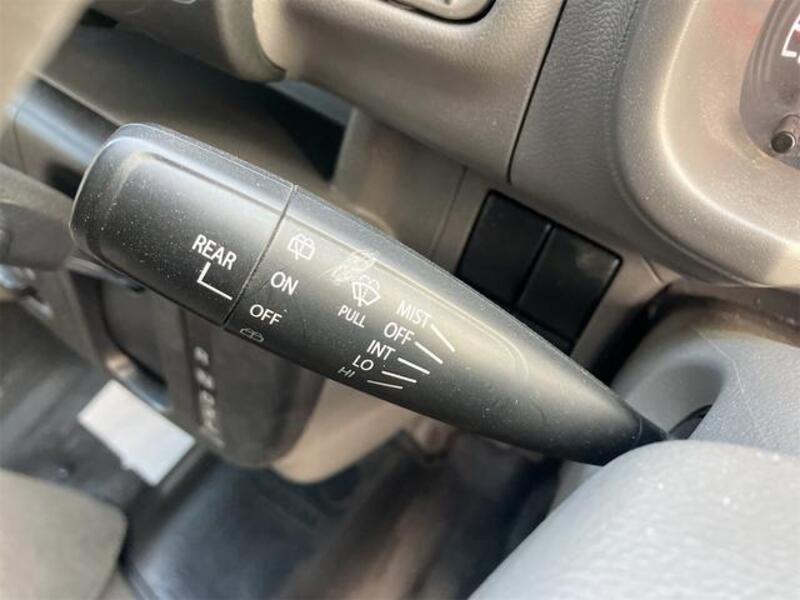 REAR
ON
OFF
PULL
MIST
OFF
INT
LO
HI